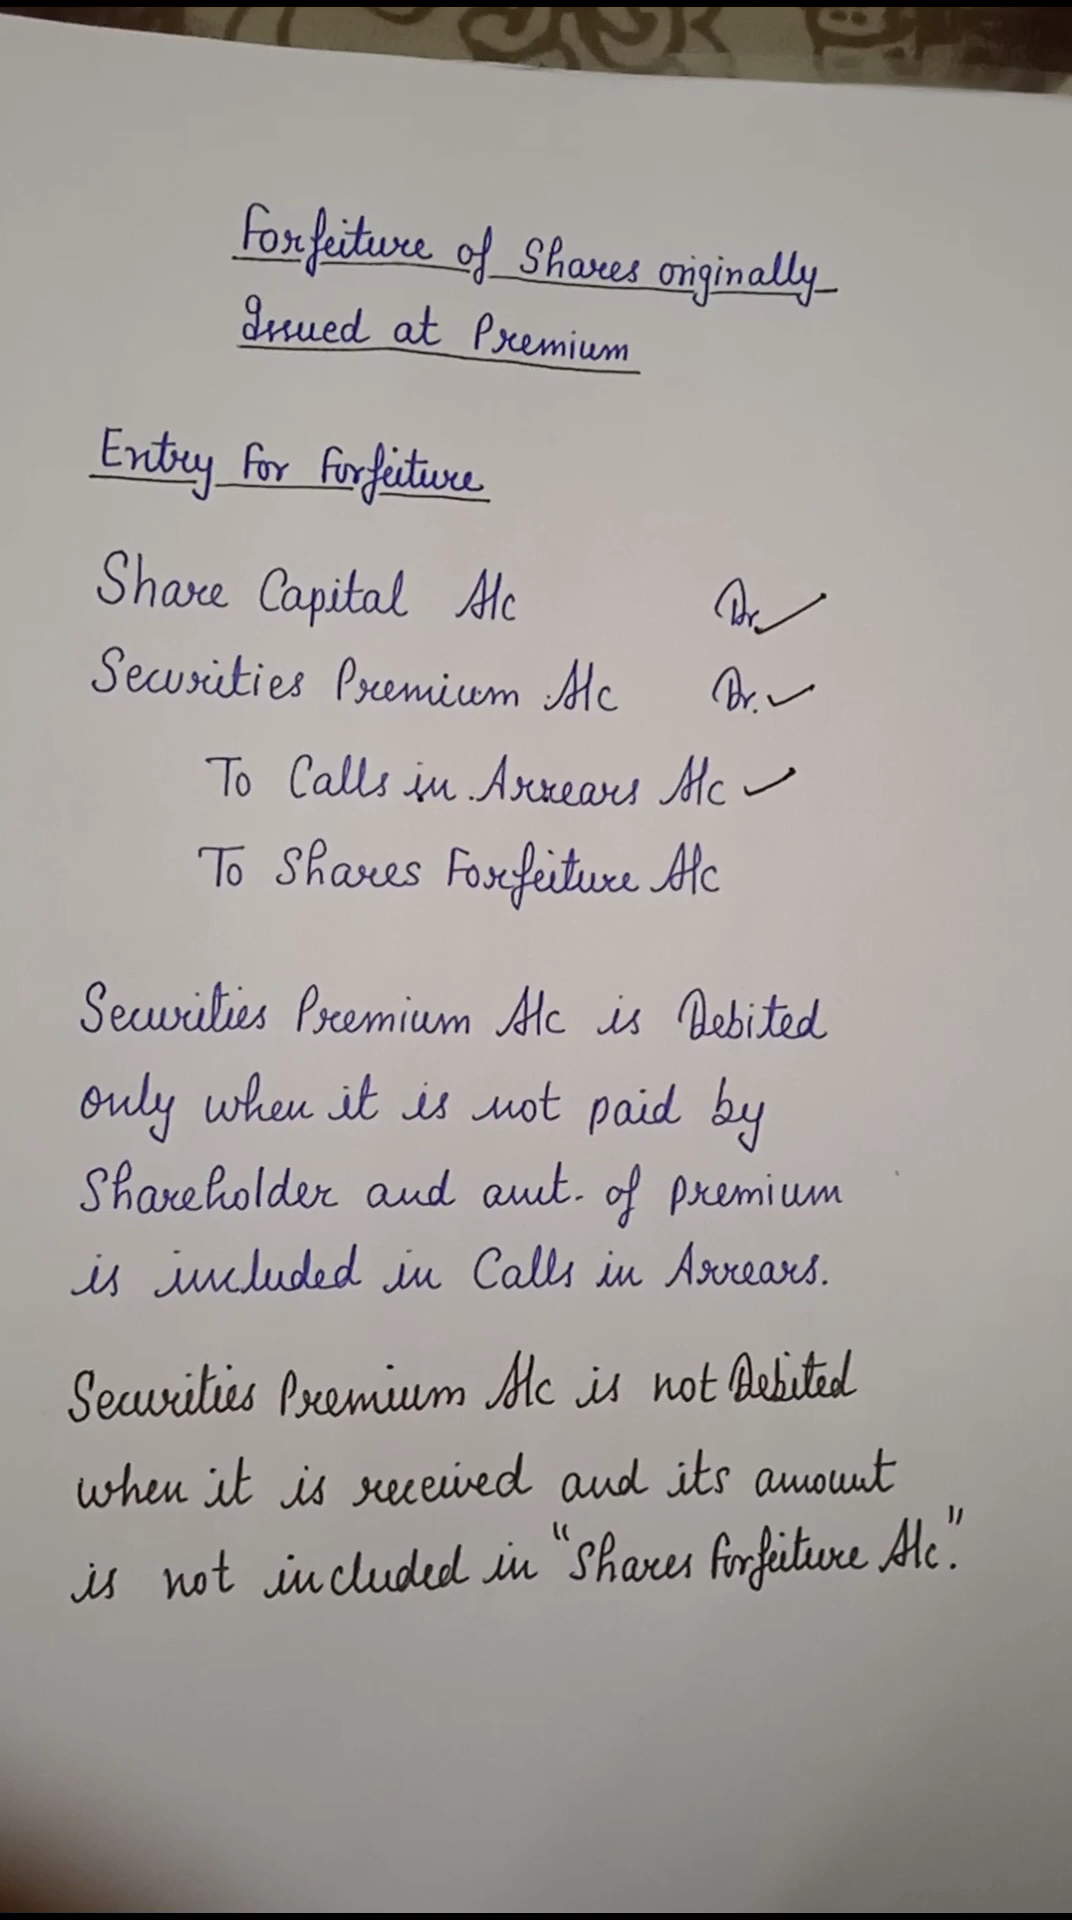 Forfeiture of Shares originally
Issued at Premium
Entry for Forfeiture
Share Capital A/c Dr.
Securities Premium A/c Dr.
To Calls in Arrears A/c
To Shares Forfeiture A/c
Securities Premium A/c is Debited
only when it is not paid by
Shareholder and amt. of premium
is included in Calls in Arrears.
Securities Premium A/c is not Debited
when it is received and its amount
is not included in "Shares Forfeiture A/c."